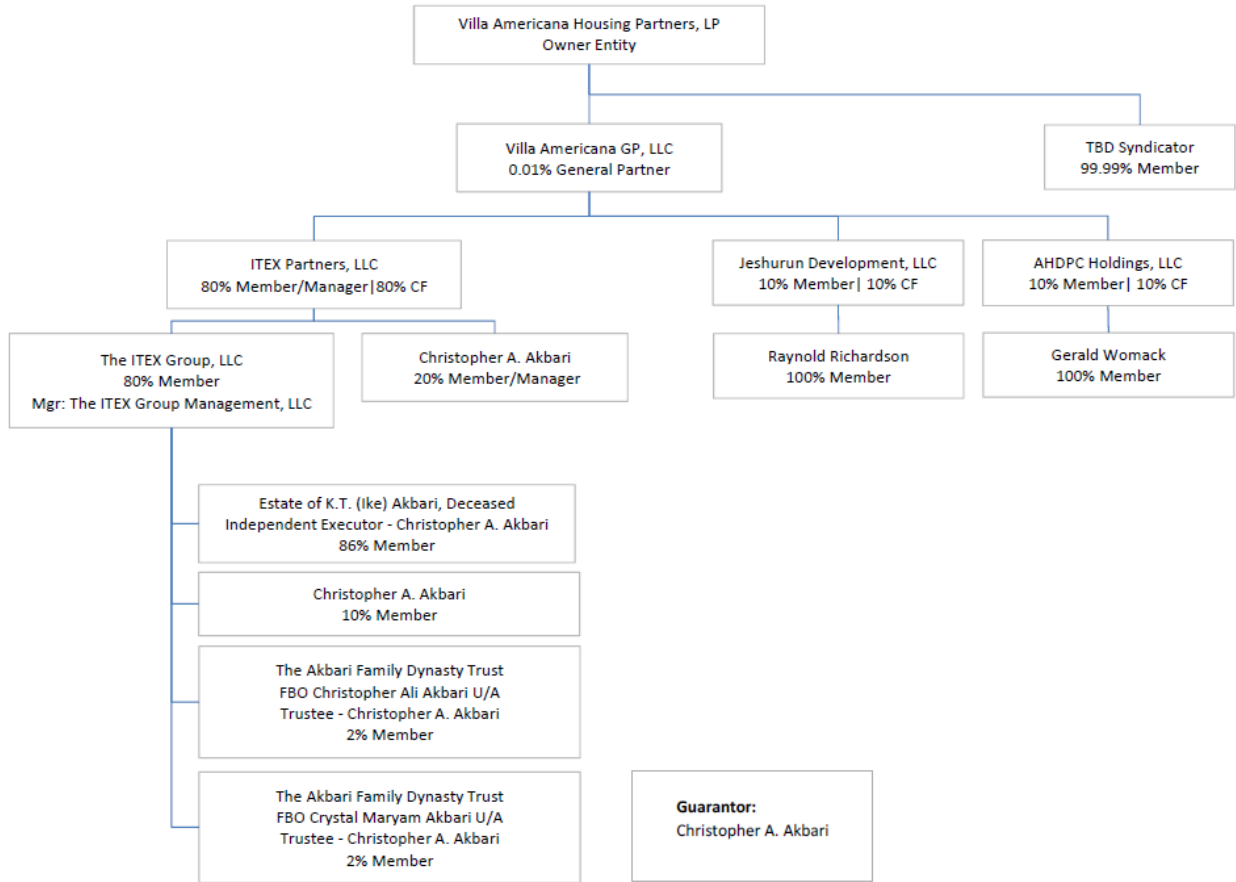 Villa Americana Housing Partners, LP
Owner Entity
Villa Americana GP, LLC
0.01% General Partner
TBD Syndicator
99.99% Member
ITEX Partners, LLC
80% Member/Manager|80% CF
Jeshurun Development, LLC
10% Member| 10% CF
AHDPC Holdings, LLC
10% Member| 10% CF
The ITEX Group, LLC
80% Member
Mgr: The ITEX Group Management, LLC
Christopher A. Akbari
20% Member/Manager
Raynold Richardson
100% Member
Gerald Womack
100% Member
Estate of K.T. (Ike) Akbari, Deceased
Independent Executor - Christopher A. Akbari
86% Member
Christopher A. Akbari
10% Member
The Akbari Family Dynasty Trust
FBO Christopher Ali Akbari U/A
Trustee - Christopher A. Akbari
2% Member
The Akbari Family Dynasty Trust
FBO Crystal Maryam Akbari U/A
Trustee - Christopher A. Akbari
2% Member
Guarantor:
Christopher A. Akbari